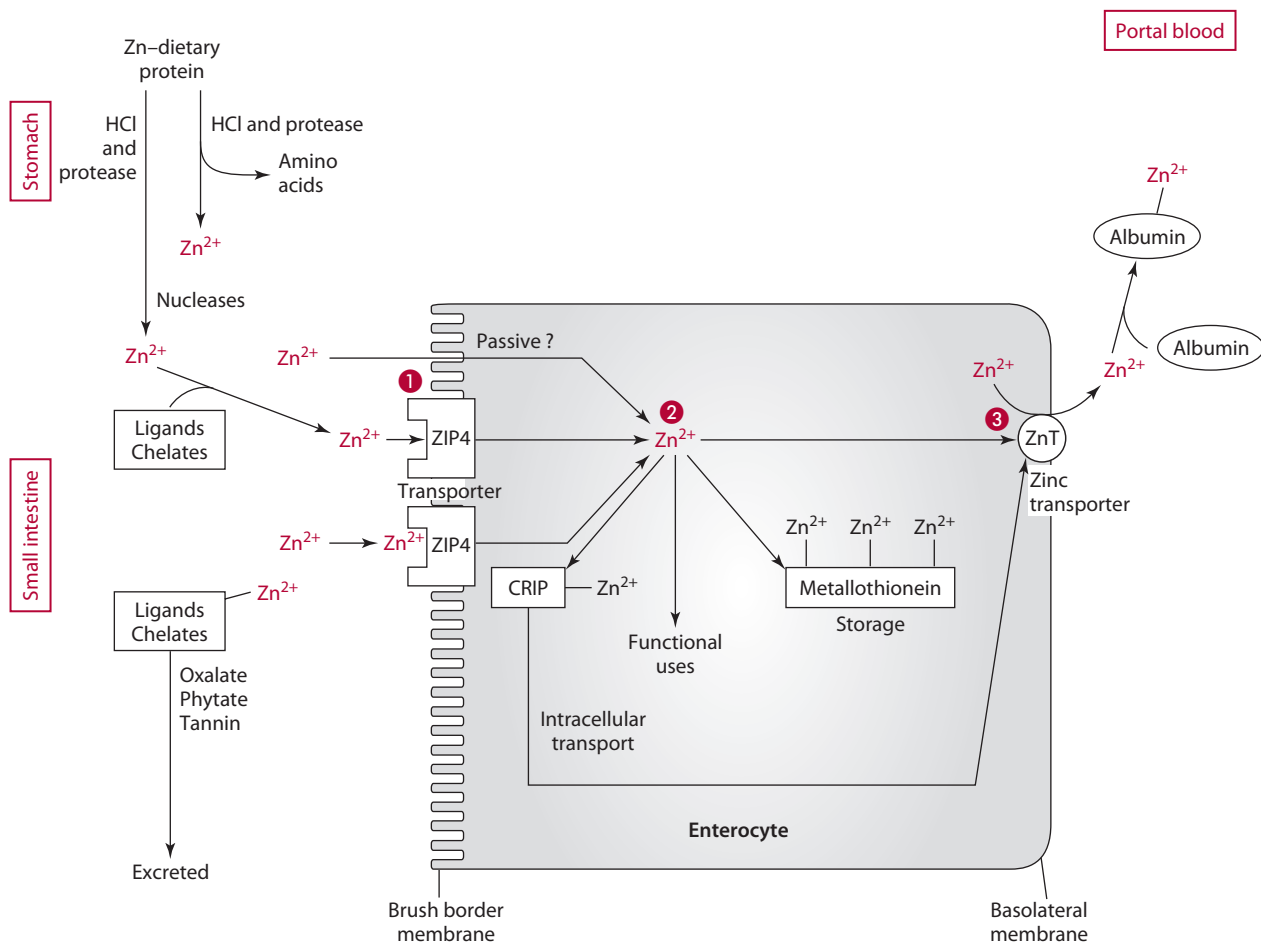 Portal blood
Zn–dietary
protein
Stomach
HCl
and
protease
HCl and protease
Amino
acids
Zn2+
Zn2+
Albumin
Nucleases
Zn2+
Zn2+
Passive ?
Zn2+
Zn2+
Albumin
1
2
3
Ligands
Chelates
Zn2+
ZIP4
Zn2+
ZnT
Transporter
Zinc
transporter
Small intestine
Zn2+
Zn2+
ZIP4
Zn2+
Zn2+
Zn2+
Zn2+
Ligands
Chelates
CRIP
Zn2+
Metallothionein
Storage
Functional
uses
Oxalate
Phytate
Tannin
Intracellular
transport
Enterocyte
Excreted
Brush border
membrane
Basolateral
membrane